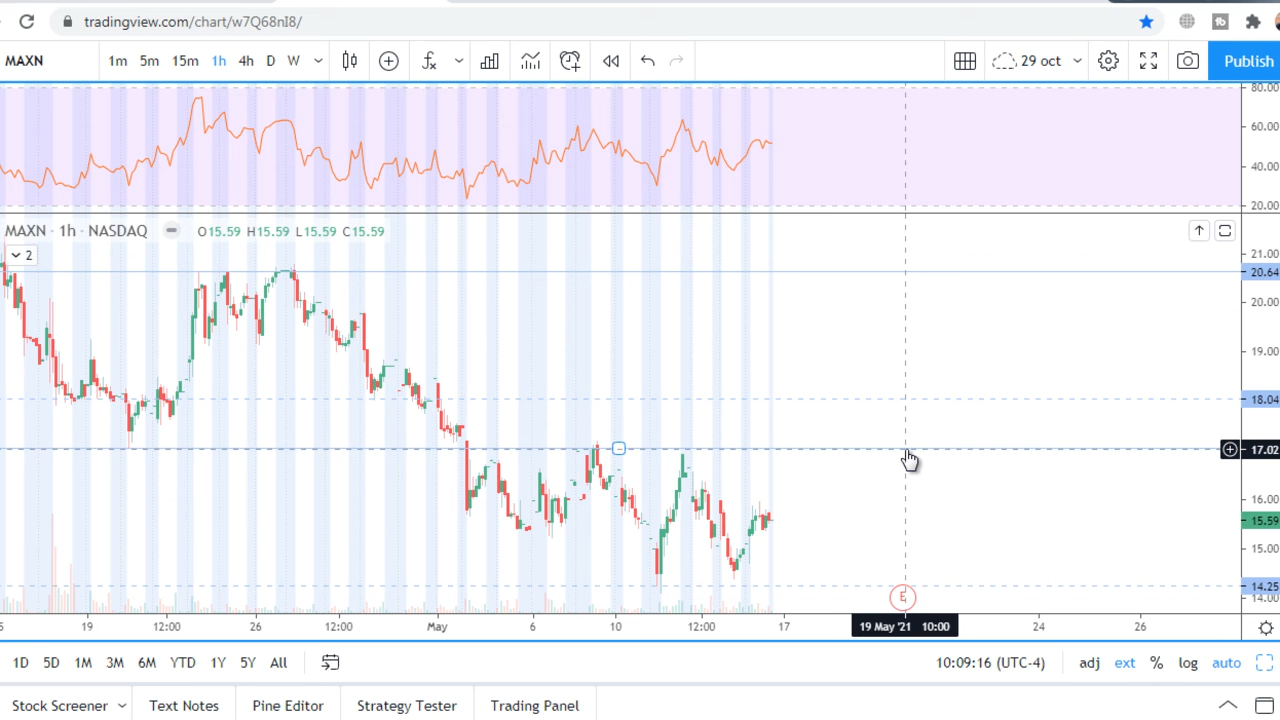 tradingview.com/chart/w7Q68nI8/
MAXN 1m 5m 15m 1h 4h D W 29 oct Publish
80.00
60.00
40.00
20.00
MAXN · 1h · NASDAQ O15.59 H15.59 L15.59 C15.59
2
21.00
20.64
20.00
19.00
18.04
17.02
16.00
15.59
15.00
14.25
14.00
E
19 12:00 26 12:00 May 6 10 12:00 17 19 May '21 10:00 24 26
1D 5D 1M 3M 6M YTD 1Y 5Y All 10:09:16 (UTC-4) adj ext % log auto
Stock Screener Text Notes Pine Editor Strategy Tester Trading Panel